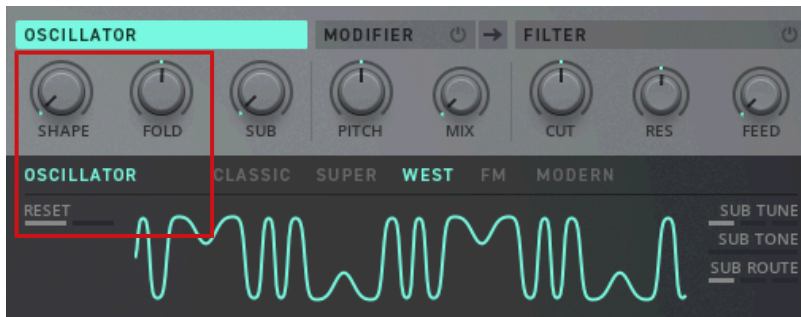 OSCILLATOR MODIFIER FILTER
SHAPE FOLD SUB PITCH MIX CUT RES FEED
OSCILLATOR CLASSIC SUPER WEST FM MODERN
RESET SUB TUNE
SUB TONE
SUB ROUTE